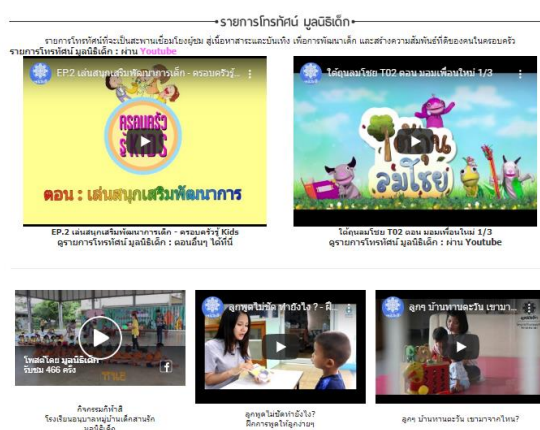 รายการโทรทัศน์ มูลนิธิเด็ก
รายการโทรทัศน์ที่จะเป็นสะพานเชื่อมโยงผู้ชม สู่เนื้อหาสาระและบันเทิง เพื่อการพัฒนาเด็ก และสร้างความสัมพันธ์ที่ดีของคนในครอบครัว
รายการโทรทัศน์ มูลนิธิเด็ก : ผ่าน Youtube
EP.2 เล่นสนุกเสริมพัฒนาการเด็ก - ครอบครัวรู้...
ครอบครัว
รู้KIDS
ตอน : เล่นสนุกเสริมพัฒนาการ
EP.2 เล่นสนุกเสริมพัฒนาการเด็ก - ครอบครัวรู้ Kids
ดูรายการโทรทัศน์ มูลนิธิเด็ก : ตอนอื่นๆ ได้ที่นี่
ใต้ถุนลมโชย T02 ตอน มอมเพื่อนใหม่ 1/3
ใต้ถุน
ลมโชย
ใต้ถุนลมโชย T02 ตอน มอมเพื่อนใหม่ 1/3
ดูรายการโทรทัศน์ มูลนิธิเด็ก : ผ่าน Youtube
โพสต์โดย มูลนิธิเด็ก
รับชม 466 ครั้ง
กิจกรรมกีฬาสี
โรงเรียนอนุบาลหมู่บ้านเด็กสานรัก
มูลนิธิเด็ก
ลูกพูดไม่ชัด ทำยังไง ? - ฝึ...
ลูกพูดไม่ชัดทำยังไง?
ฝึกการพูดให้ลูกง่ายๆ
ลูกๆ บ้านทานตะวัน เขามา...
ลูกๆ บ้านทานตะวัน เขามาจากไหน?